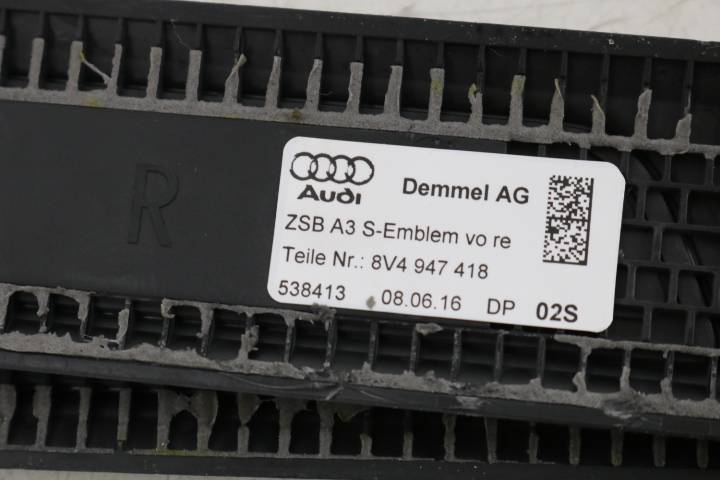 R
Audi
Demmel AG
ZSB A3 S-Emblem vo re
Teile Nr.: 8V4 947 418
538413 08.06.16 DP 02S